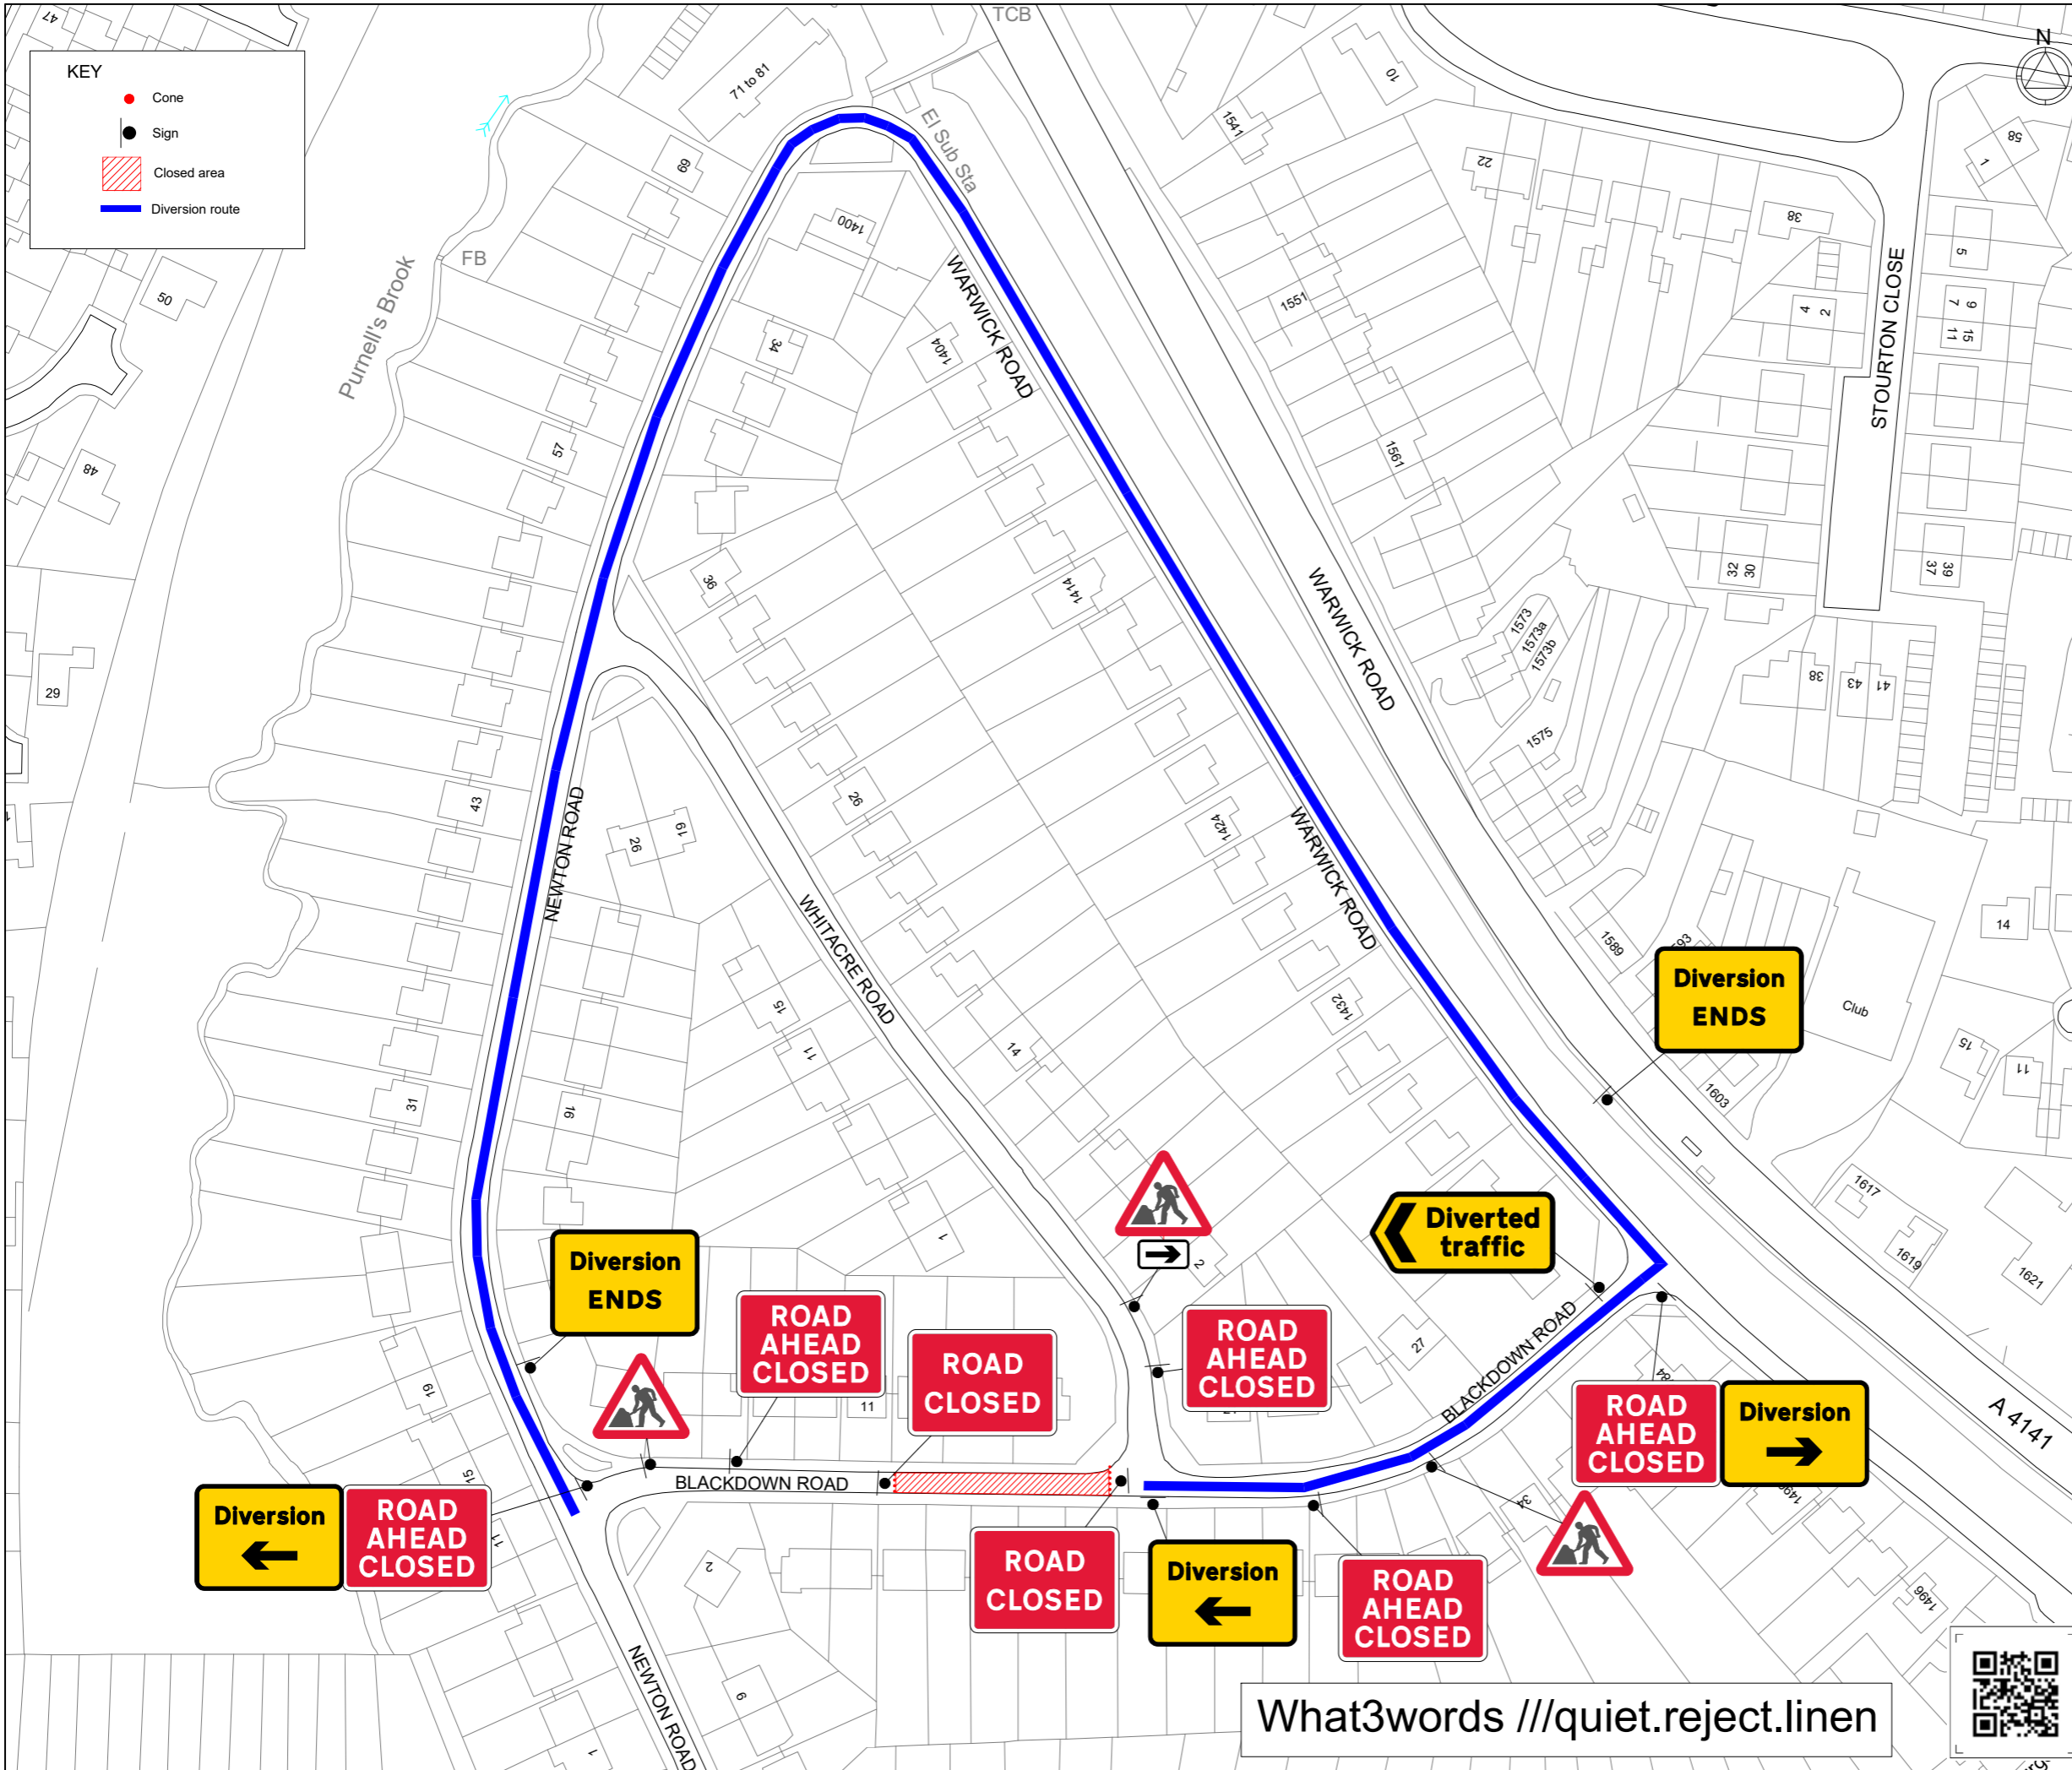 KEY
Cone
Sign
Closed area
Diversion route
47
71 to 81
TCB
N
10
1541
22
38
58
1
5
9
7
15
11
4
2
STOURTON CLOSE
50
FB
Purnell's Brook
El Sub Sta
69
1400
WARWICK ROAD
1404
34
1551
1561
57
48
36
1414
WARWICK ROAD
32
30
39
37
1573
1573a
1573b
38
43
41
29
1575
43
NEWTON ROAD
26
19
26
1424
WARWICK ROAD
WHITACRE ROAD
15
11
14
1432
1589
Diversion
ENDS
Club
14
15
11
1603
31
16
1
2
1617
1619
1621
Diverted
traffic
Diversion
ENDS
ROAD
AHEAD
CLOSED
ROAD
CLOSED
ROAD
AHEAD
CLOSED
27
BLACKDOWN ROAD
19
11
ROAD
AHEAD
CLOSED
Diversion
A 4141
15
BLACKDOWN ROAD
Diversion
ROAD
AHEAD
CLOSED
11
2
ROAD
CLOSED
Diversion
ROAD
AHEAD
CLOSED
34
1496
NEWTON ROAD
9
1
What3words ///quiet.reject.linen